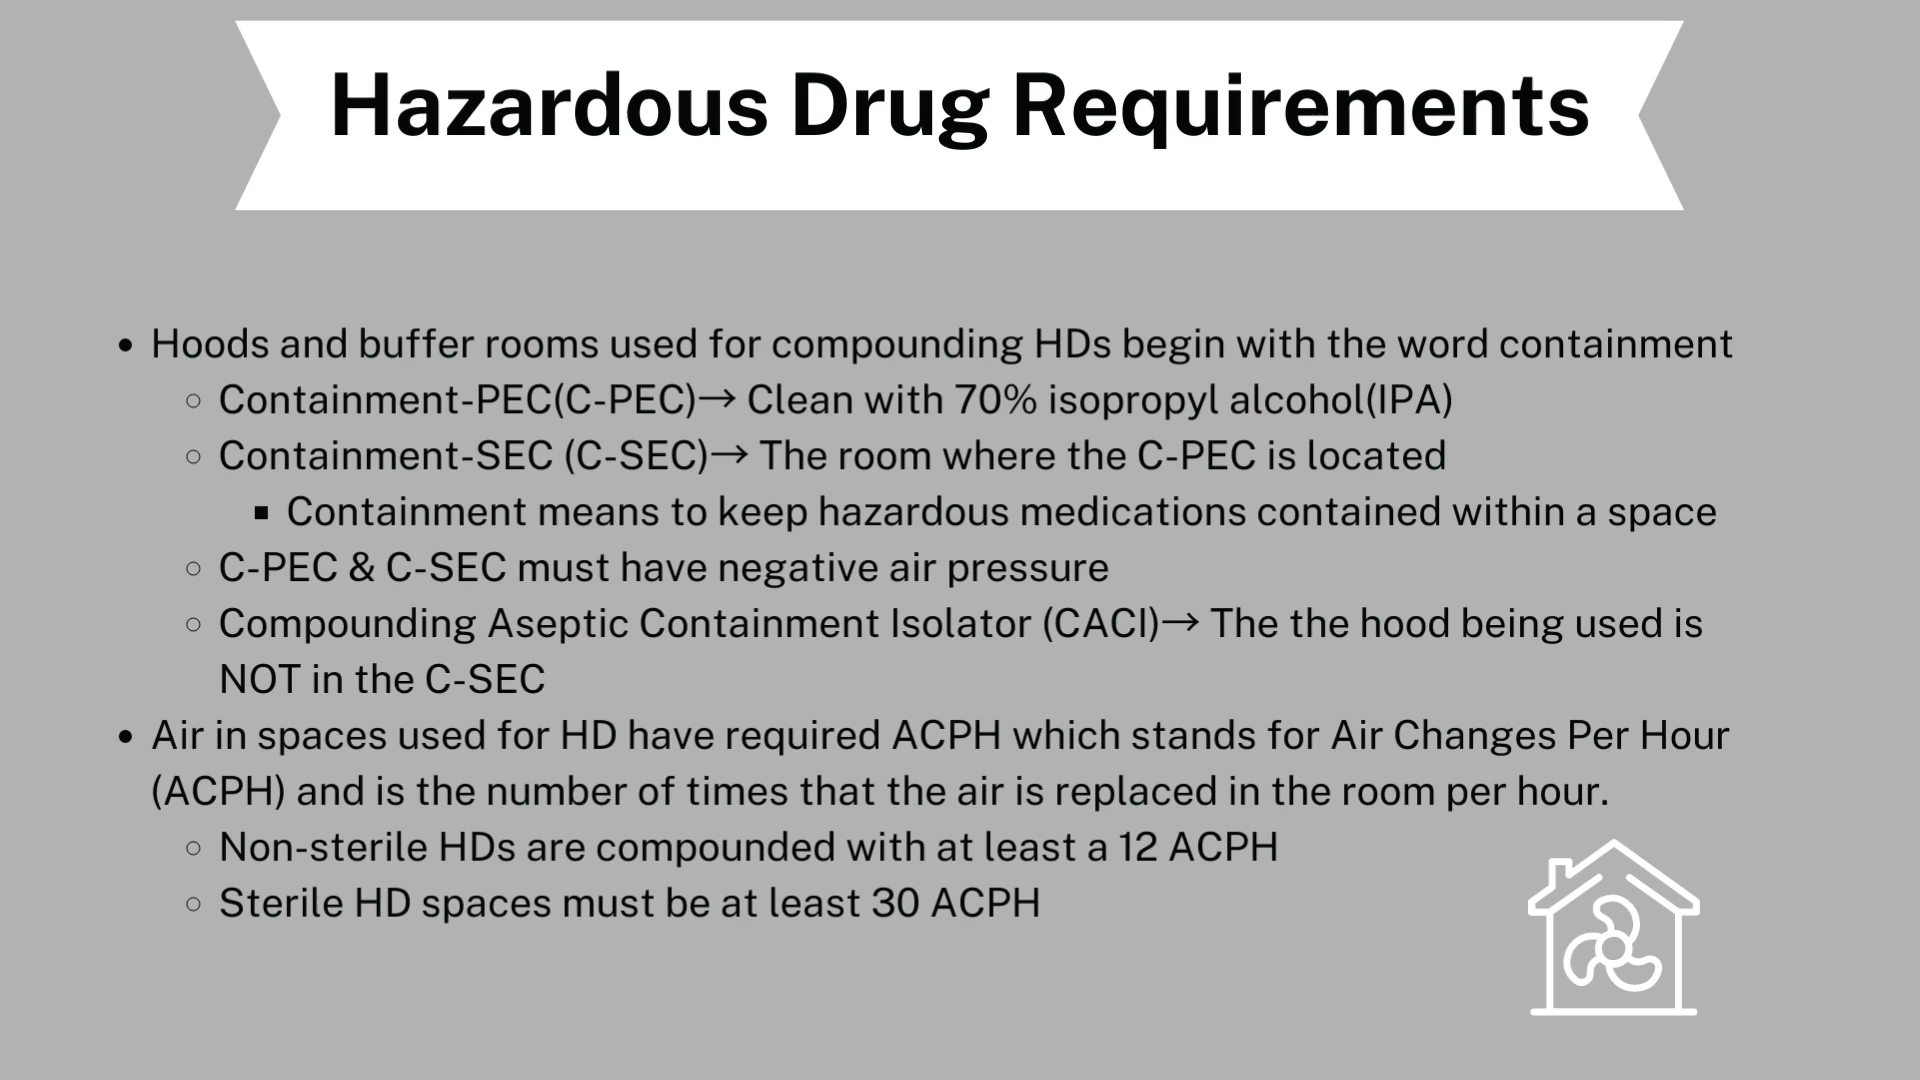 Hazardous Drug Requirements
• Hoods and buffer rooms used for compounding HDs begin with the word containment
○ Containment-PEC(C-PEC)→ Clean with 70% isopropyl alcohol(IPA)
○ Containment-SEC (C-SEC)→ The room where the C-PEC is located
▪ Containment means to keep hazardous medications contained within a space
○ C-PEC & C-SEC must have negative air pressure
○ Compounding Aseptic Containment Isolator (CACI)→ The the hood being used is
NOT in the C-SEC
• Air in spaces used for HD have required ACPH which stands for Air Changes Per Hour
(ACPH) and is the number of times that the air is replaced in the room per hour.
○ Non-sterile HDs are compounded with at least a 12 ACPH
○ Sterile HD spaces must be at least 30 ACPH